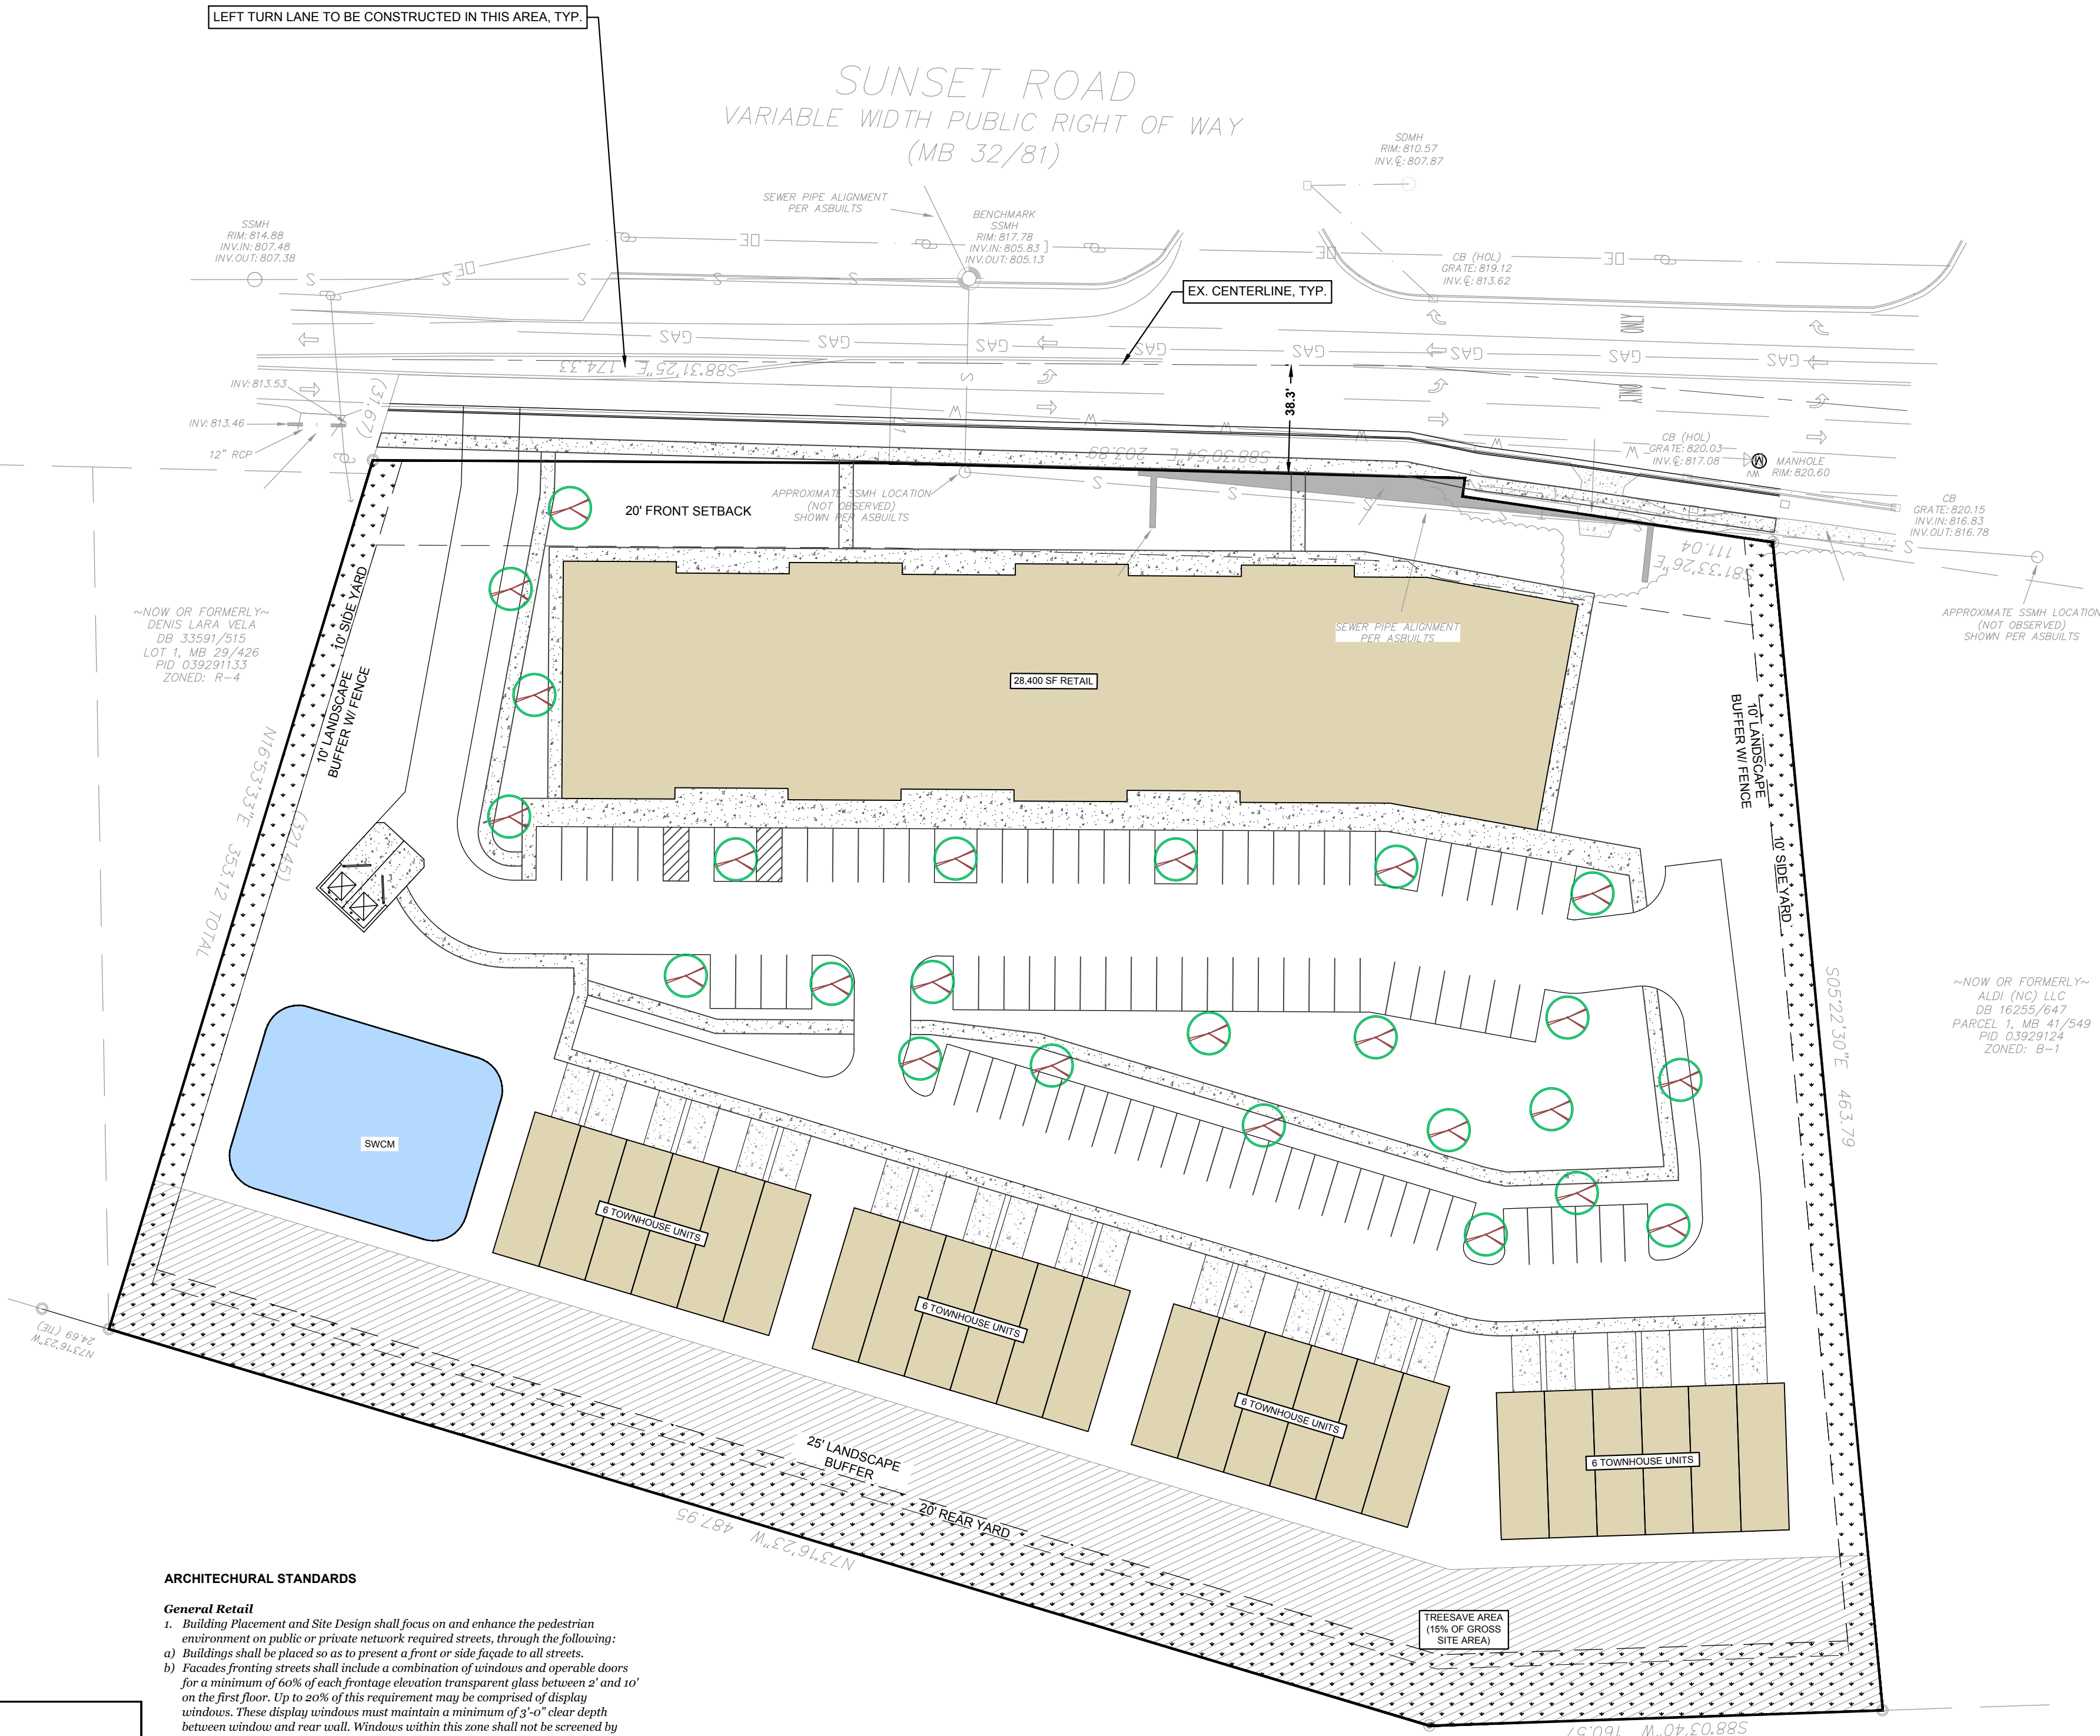 LEFT TURN LANE TO BE CONSTRUCTED IN THIS AREA, TYP.
SUNSET ROAD
VARIABLE WIDTH PUBLIC RIGHT OF WAY
(MB 32/81)
SDMH
RIM: 810.57
INV.℄: 807.87
SEWER PIPE ALIGNMENT
PER ASBUILTS
BENCHMARK
SSMH
RIM: 817.78
INV.IN: 805.83
INV.OUT: 805.13
SSMH
RIM: 814.88
INV.IN: 807.48
INV.OUT: 807.38
CB (HOL)
GRATE: 819.12
INV.℄: 813.62
EX. CENTERLINE, TYP.
OE
OE
OE
OE
S S S S S
GAS GAS GAS GAS GAS GAS GAS GAS
ONLY
ONLY
S88°31'25"E 174.33
38.3'
INV: 813.53
(31.67)
INV: 813.46
12" RCP
S88°30'54"E 203.89
CB (HOL)
GRATE: 820.03
INV.℄: 817.08
MANHOLE
RIM: 820.60
CB
GRATE: 820.15
INV.IN: 816.83
INV.OUT: 816.78
APPROXIMATE SSMH LOCATION
(NOT OBSERVED)
SHOWN PER ASBUILTS
20' FRONT SETBACK
S81°33'26"E
111.04
APPROXIMATE SSMH LOCATION
(NOT OBSERVED)
SHOWN PER ASBUILTS
~NOW OR FORMERLY~
DENIS LARA VELA
DB 33591/515
LOT 1, MB 29/426
PID 039291133
ZONED: R-4
10' SIDE YARD
10' LANDSCAPE
BUFFER W/ FENCE
SEWER PIPE ALIGNMENT
PER ASBUILTS
28,400 SF RETAIL
10' LANDSCAPE
BUFFER W/ FENCE
10' SIDE YARD
N16°53'33"E 353.12 TOTAL
(321.45)
S05°22'30"E 463.79
~NOW OR FORMERLY~
ALDI (NC) LLC
DB 16255/647
PARCEL 1, MB 41/549
PID 03929124
ZONED: B-1
SWCM
6 TOWNHOUSE UNITS
6 TOWNHOUSE UNITS
6 TOWNHOUSE UNITS
6 TOWNHOUSE UNITS
N73°16'23"W
24.69 (TIE)
25' LANDSCAPE
BUFFER
20' REAR YARD
N73°16'23"W 487.95
TREESAVE AREA
(15% OF GROSS
SITE AREA)
S88°03'40"W 160.57
ARCHITECHURAL STANDARDS
General Retail
1. Building Placement and Site Design shall focus on and enhance the pedestrian
environment on public or private network required streets, through the following:
a) Buildings shall be placed so as to present a front or side façade to all streets.
b) Facades fronting streets shall include a combination of windows and operable doors
for a minimum of 60% of each frontage elevation transparent glass between 2' and 10'
on the first floor. Up to 20% of this requirement may be comprised of display
windows. These display windows must maintain a minimum of 3'-0" clear depth
between window and rear wall. Windows within this zone shall not be screened by